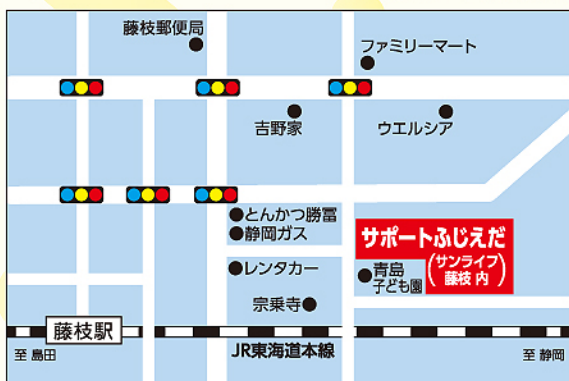 藤枝郵便局
ファミリーマート
吉野家
ウエルシア
とんかつ勝冨
静岡ガス
サポートふじえだ
(サンライフ
藤枝 内)
レンタカー
青島
子ども園
宗乗寺
藤枝駅
至 島田
JR東海道本線
至 静岡